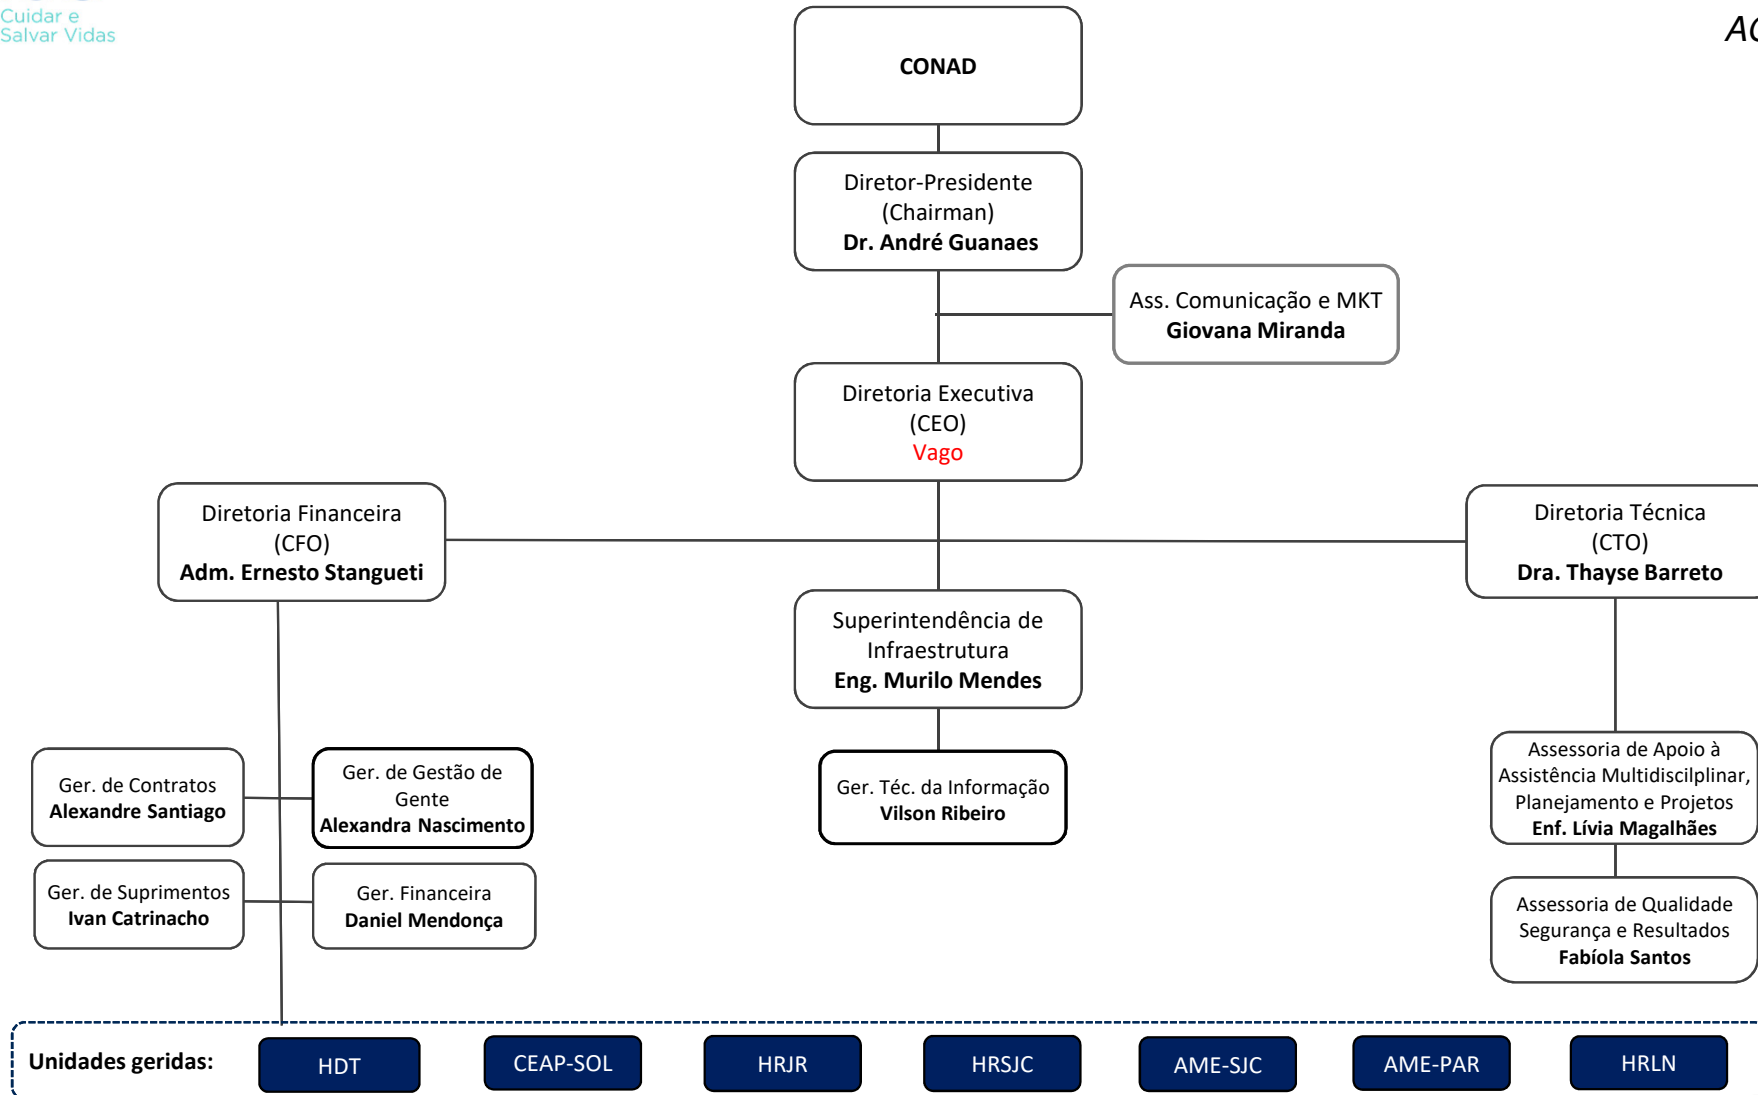 Cuidar e
Salvar Vidas
CONAD
Diretor-Presidente
(Chairman)
Dr. André Guanaes
Ass. Comunicação e MKT
Giovana Miranda
Diretoria Executiva
(CEO)
Vago
Diretoria Financeira
(CFO)
Adm. Ernesto Stangueti
Diretoria Técnica
(CTO)
Dra. Thayse Barreto
Superintendência de
Infraestrutura
Eng. Murilo Mendes
Ger. de Contratos
Alexandre Santiago
Ger. de Gestão de
Gente
Alexandra Nascimento
Ger. Téc. da Informação
Vilson Ribeiro
Assessoria de Apoio à
Assistência Multidiscilplinar,
Planejamento e Projetos
Enf. Lívia Magalhães
Ger. de Suprimentos
Ivan Catrinacho
Ger. Financeira
Daniel Mendonça
Assessoria de Qualidade
Segurança e Resultados
Fabíola Santos
Unidades geridas:
HDT
CEAP-SOL
HRJR
HRSJC
AME-SJC
AME-PAR
HRLN